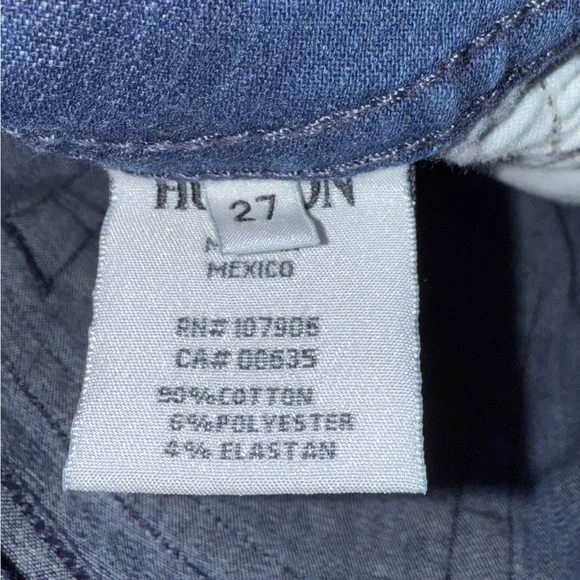 27
MEXICO
RN# 107906
CA# 00635
90% COTTON
6% POLYESTER
4% ELASTAN